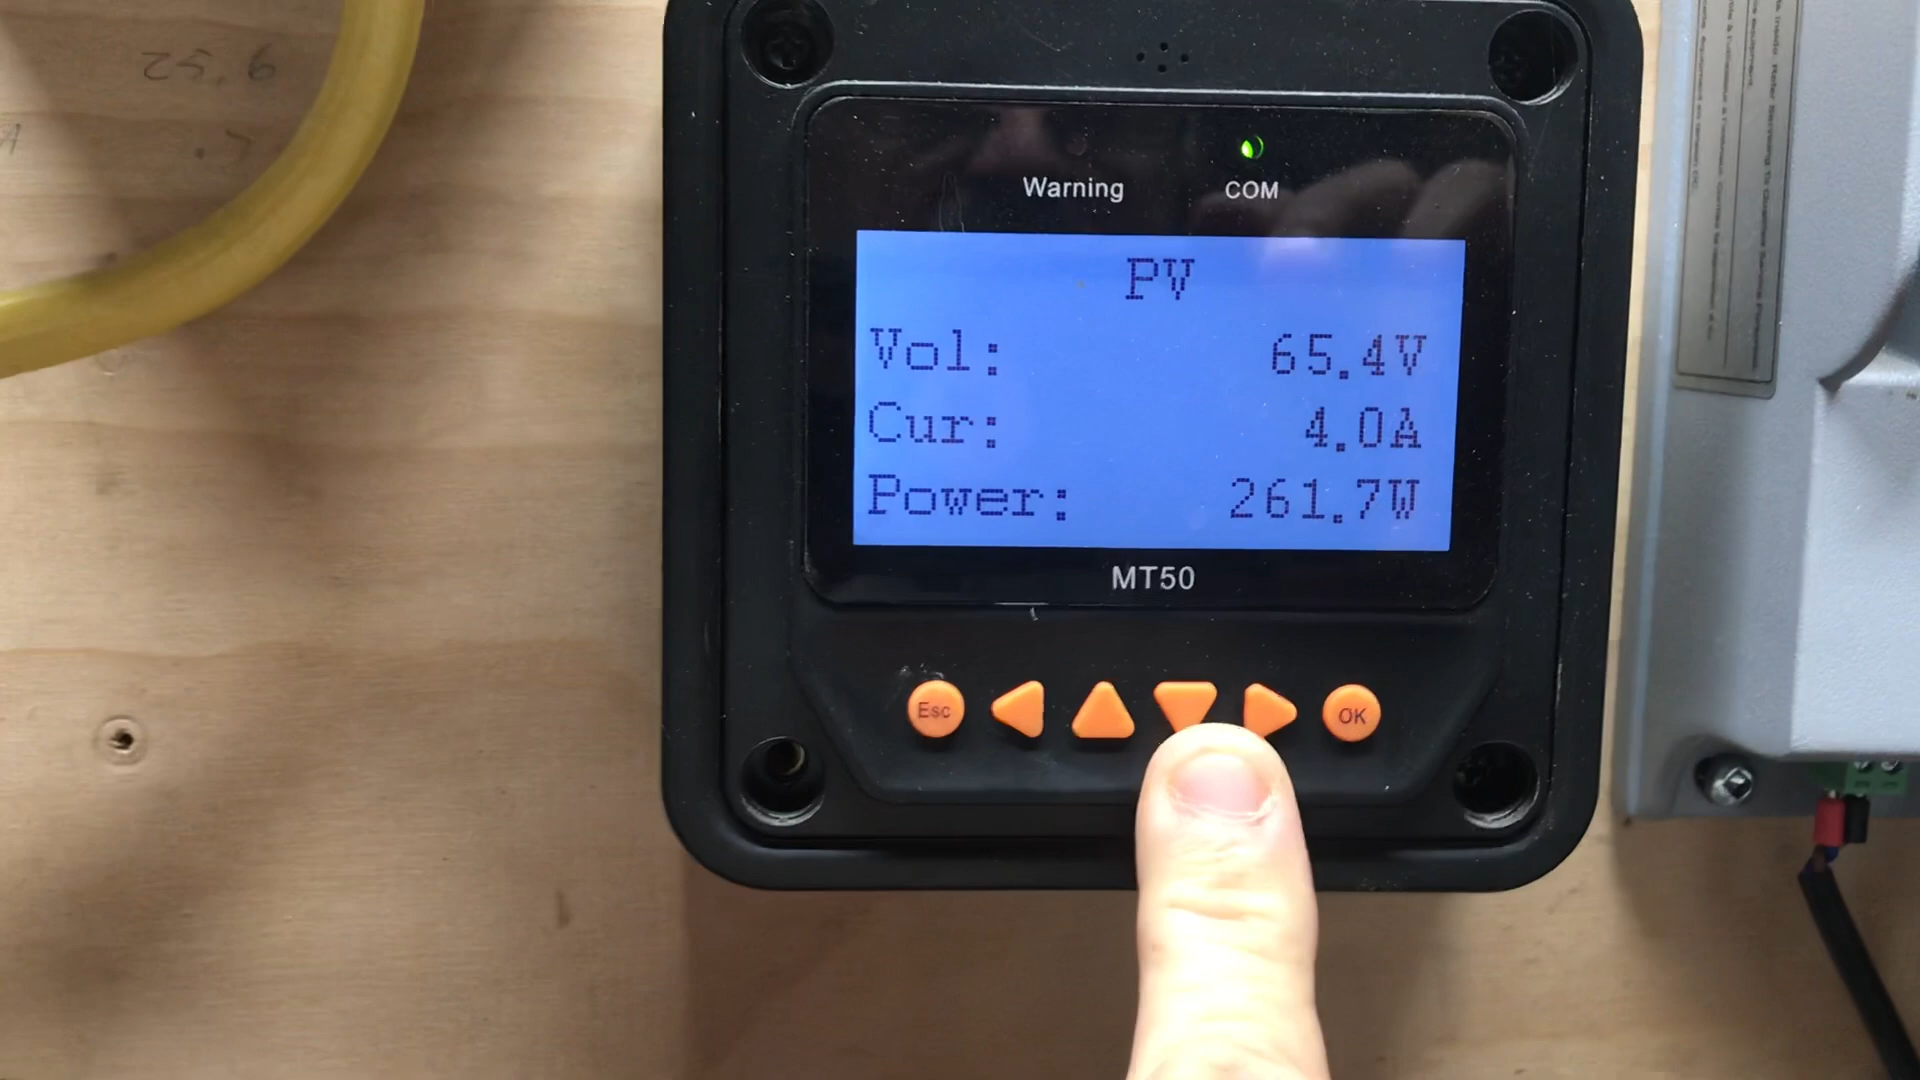 25.6
Warning
COM
PV
Vol: 65.4V
Cur: 4.0A
Power: 261.7W
MT50
Esc
OK